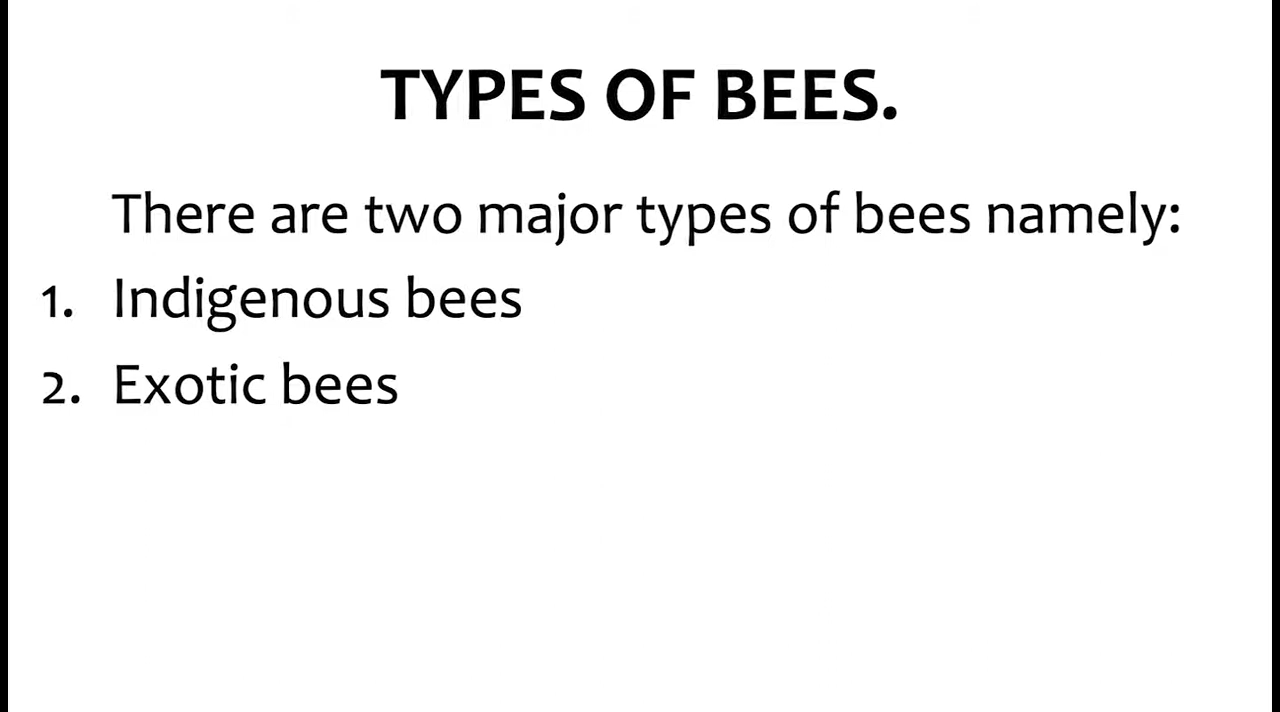 TYPES OF BEES.
There are two major types of bees namely:
1. Indigenous bees
2. Exotic bees